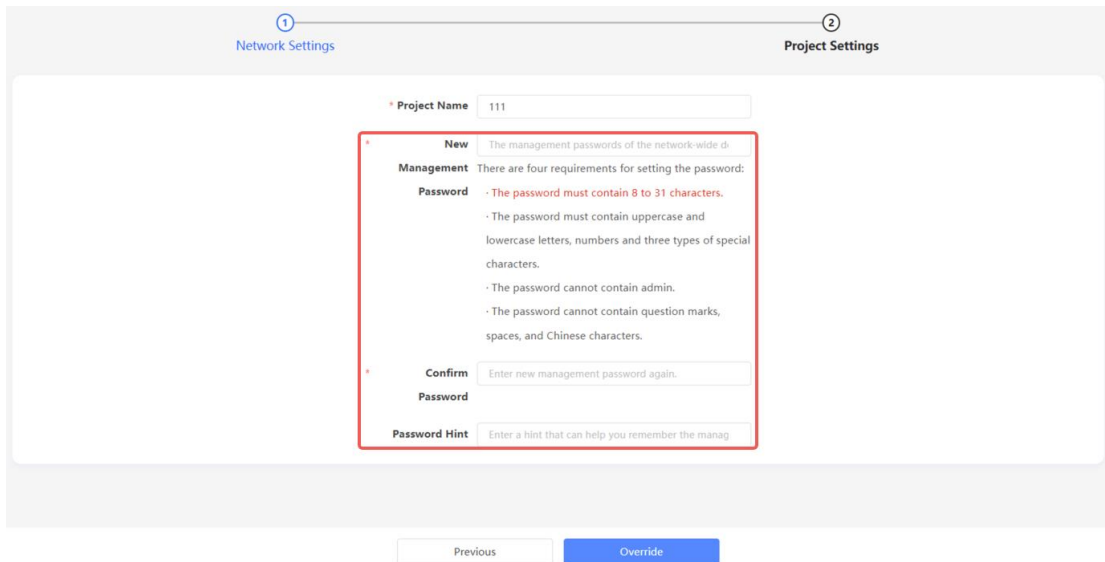 1
2
Network Settings
Project Settings
* Project Name 111
* New The management passwords of the network-wide d
Management There are four requirements for setting the password:
Password · The password must contain 8 to 31 characters.
· The password must contain uppercase and
lowercase letters, numbers and three types of special
characters.
· The password cannot contain admin.
· The password cannot contain question marks,
spaces, and Chinese characters.
* Confirm Enter new management password again.
Password
Password Hint Enter a hint that can help you remember the manag
Previous Override